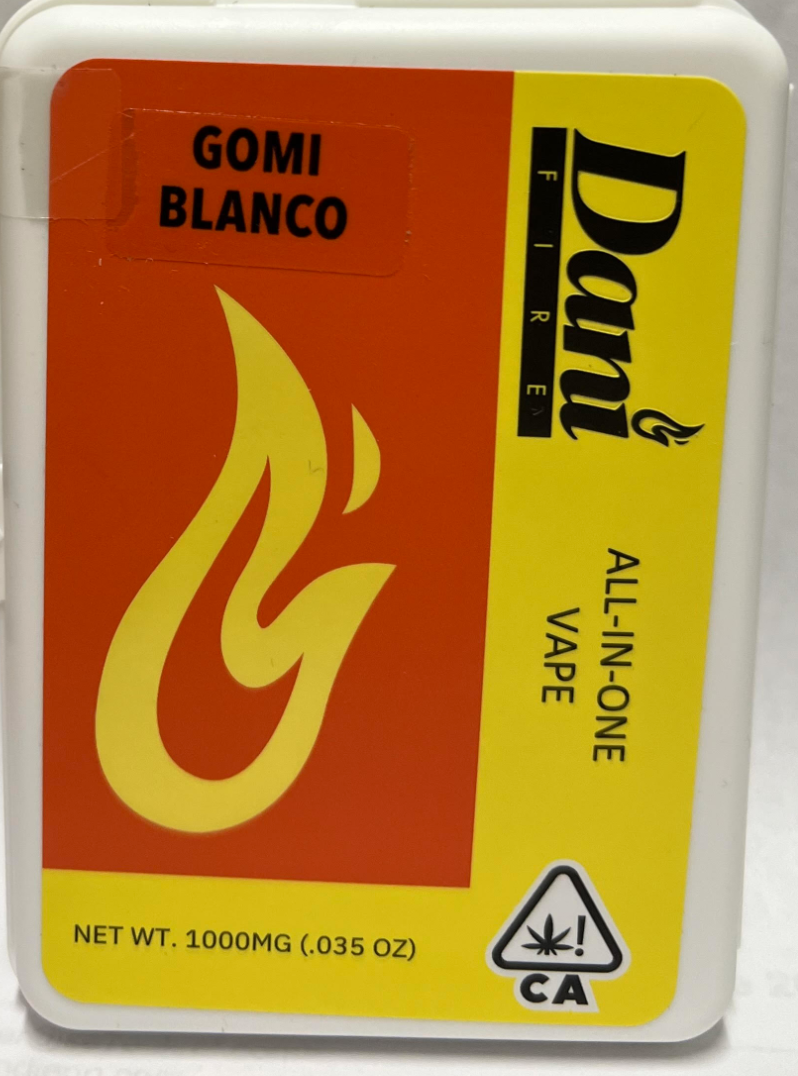 GOMI
BLANCO
Dani
FIRE
ALL-IN-ONE
VAPE
NET WT. 1000MG (.035 OZ)
!
CA